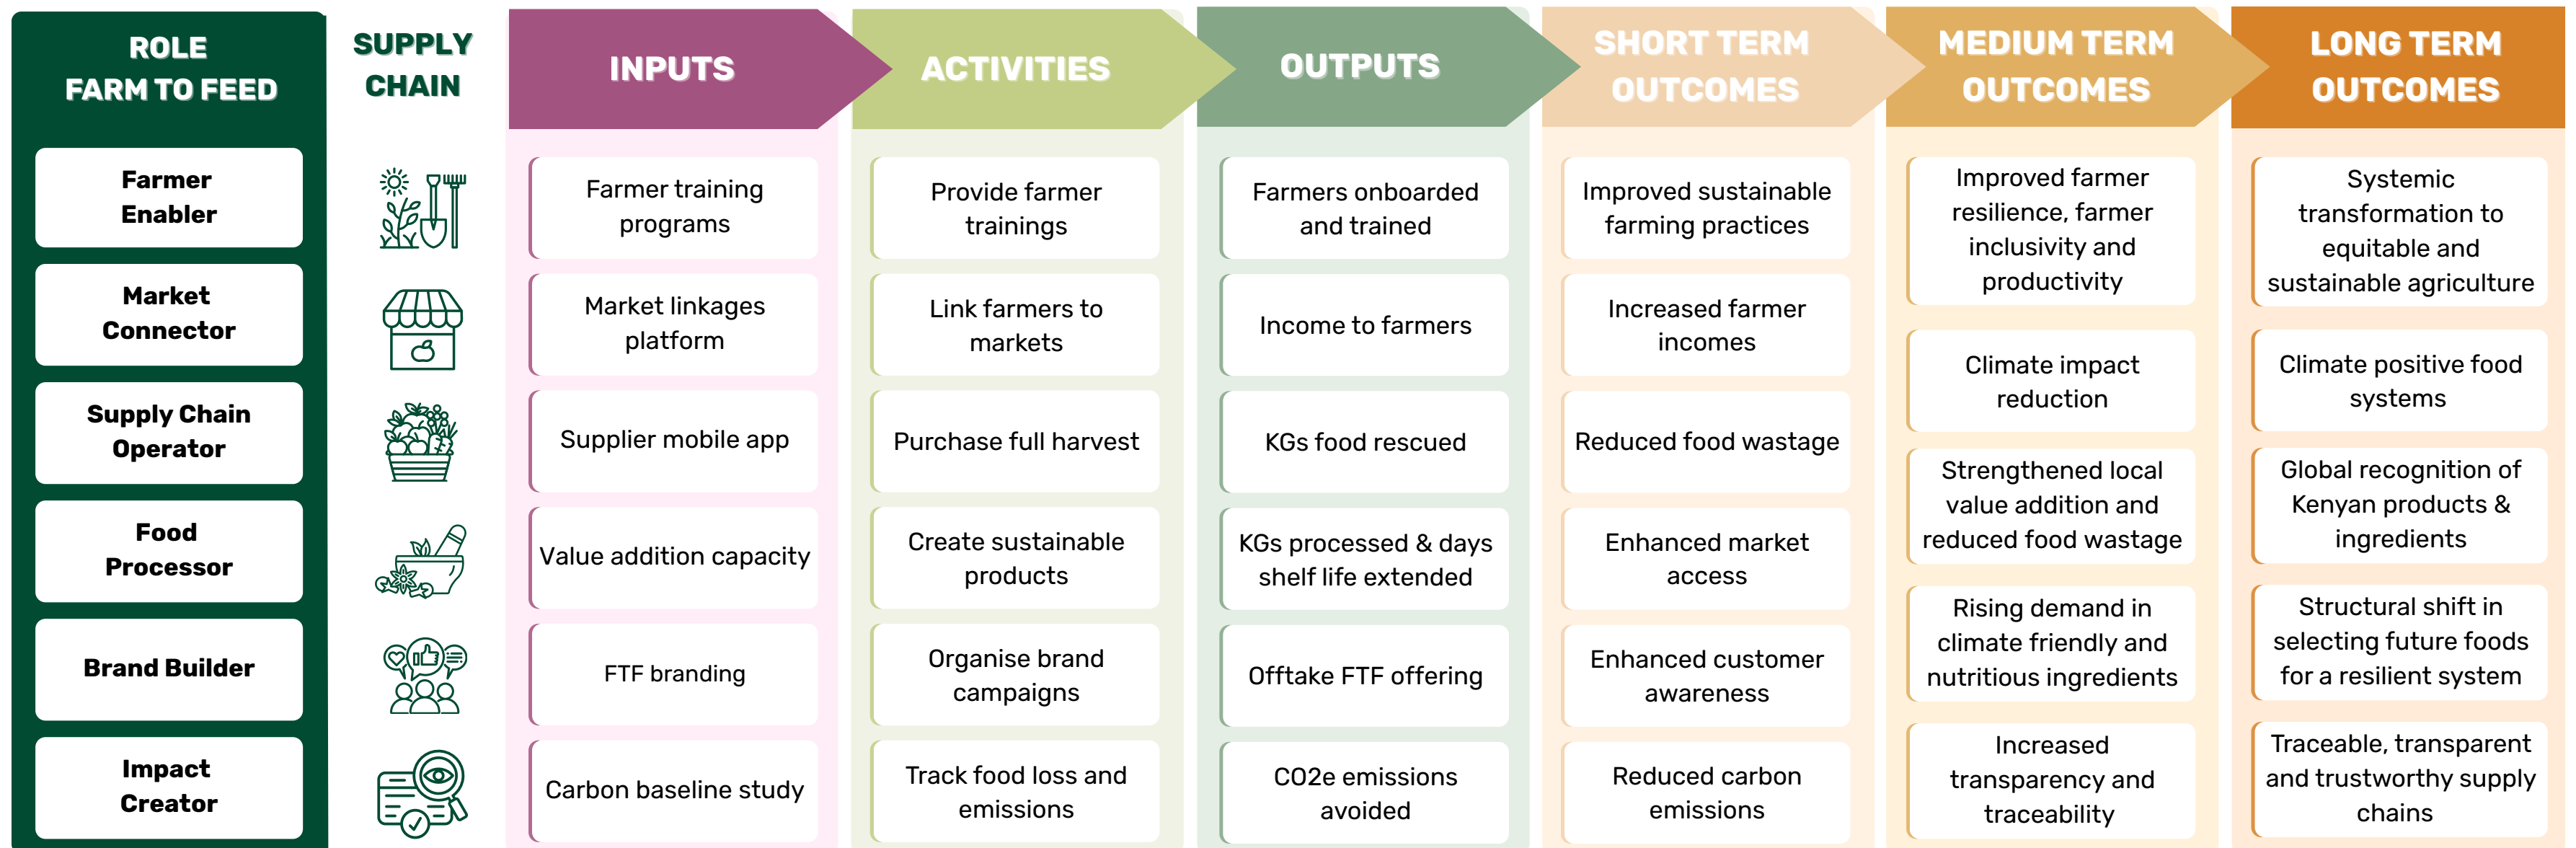 ROLE
FARM TO FEED
SUPPLY
CHAIN
INPUTS
ACTIVITIES
OUTPUTS
SHORT TERM
OUTCOMES
MEDIUM TERM
OUTCOMES
LONG TERM
OUTCOMES
Farmer
Enabler
Farmer training
programs
Provide farmer
trainings
Farmers onboarded
and trained
Improved sustainable
farming practices
Improved farmer
resilience, farmer
inclusivity and
productivity
Systemic
transformation to
equitable and
sustainable agriculture
Market
Connector
Market linkages
platform
Link farmers to
markets
Income to farmers
Increased farmer
incomes
Climate impact
reduction
Climate positive food
systems
Supply Chain
Operator
Supplier mobile app
Purchase full harvest
KGs food rescued
Reduced food wastage
Strengthened local
value addition and
reduced food wastage
Global recognition of
Kenyan products &
ingredients
Food
Processor
Value addition capacity
Create sustainable
products
KGs processed & days
shelf life extended
Enhanced market
access
Rising demand in
climate friendly and
nutritious ingredients
Structural shift in
selecting future foods
for a resilient system
Brand Builder
FTF branding
Organise brand
campaigns
Offtake FTF offering
Enhanced customer
awareness
Impact
Creator
Carbon baseline study
Track food loss and
emissions
CO2e emissions
avoided
Reduced carbon
emissions
Increased
transparency and
traceability
Traceable, transparent
and trustworthy supply
chains